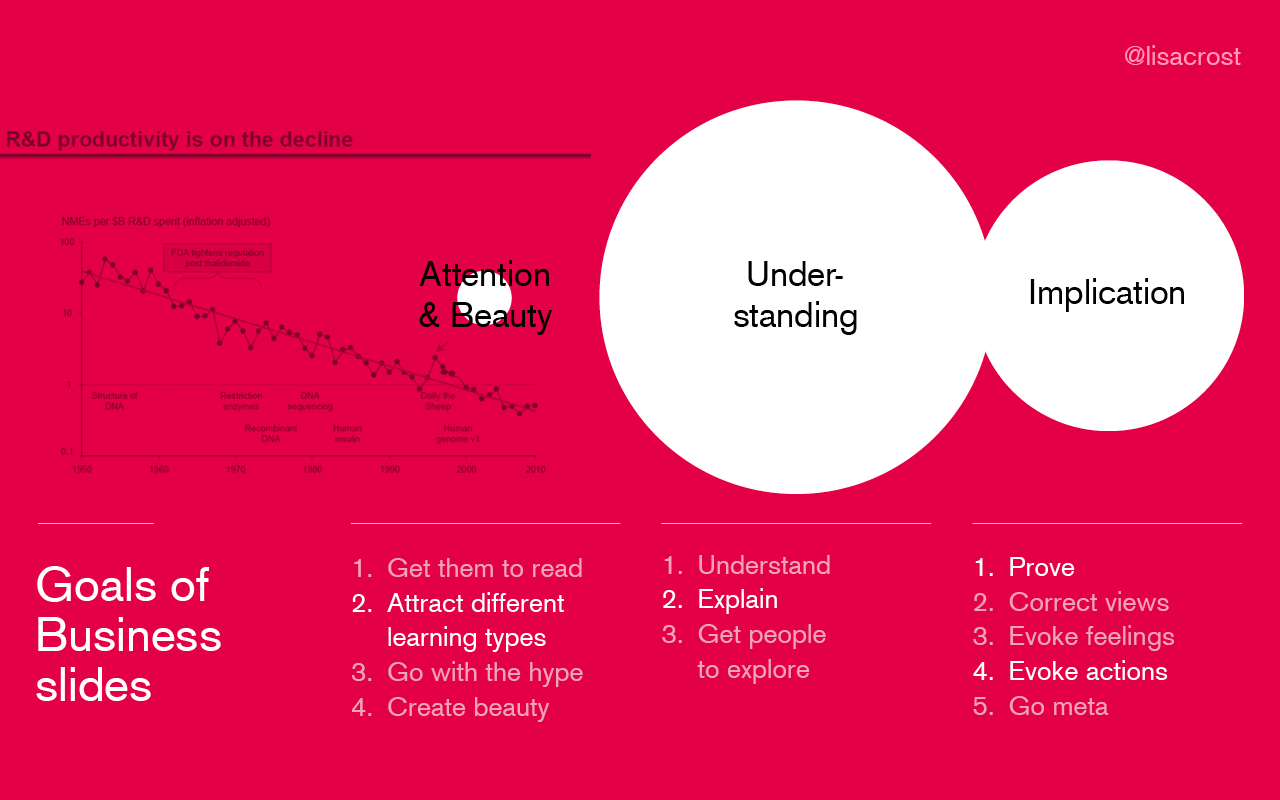 @lisacrost
R&D productivity is on the decline
NMEs per $B R&D spent (inflation adjusted)
100
10
1
0.1
FDA tightens regulation
post thalidomide
Structure of
DNA
Restriction
enzymes
Recombinant
DNA
DNA
sequencing
Human
insulin
Dolly the
Sheep
Human
genome v1
1950
1960
1970
1980
1990
2000
2010
Attention
& Beauty
Under-
standing
Implication
Goals of
Business
slides
1. Get them to read
2. Attract different
learning types
3. Go with the hype
4. Create beauty
1. Understand
2. Explain
3. Get people
to explore
1. Prove
2. Correct views
3. Evoke feelings
4. Evoke actions
5. Go meta